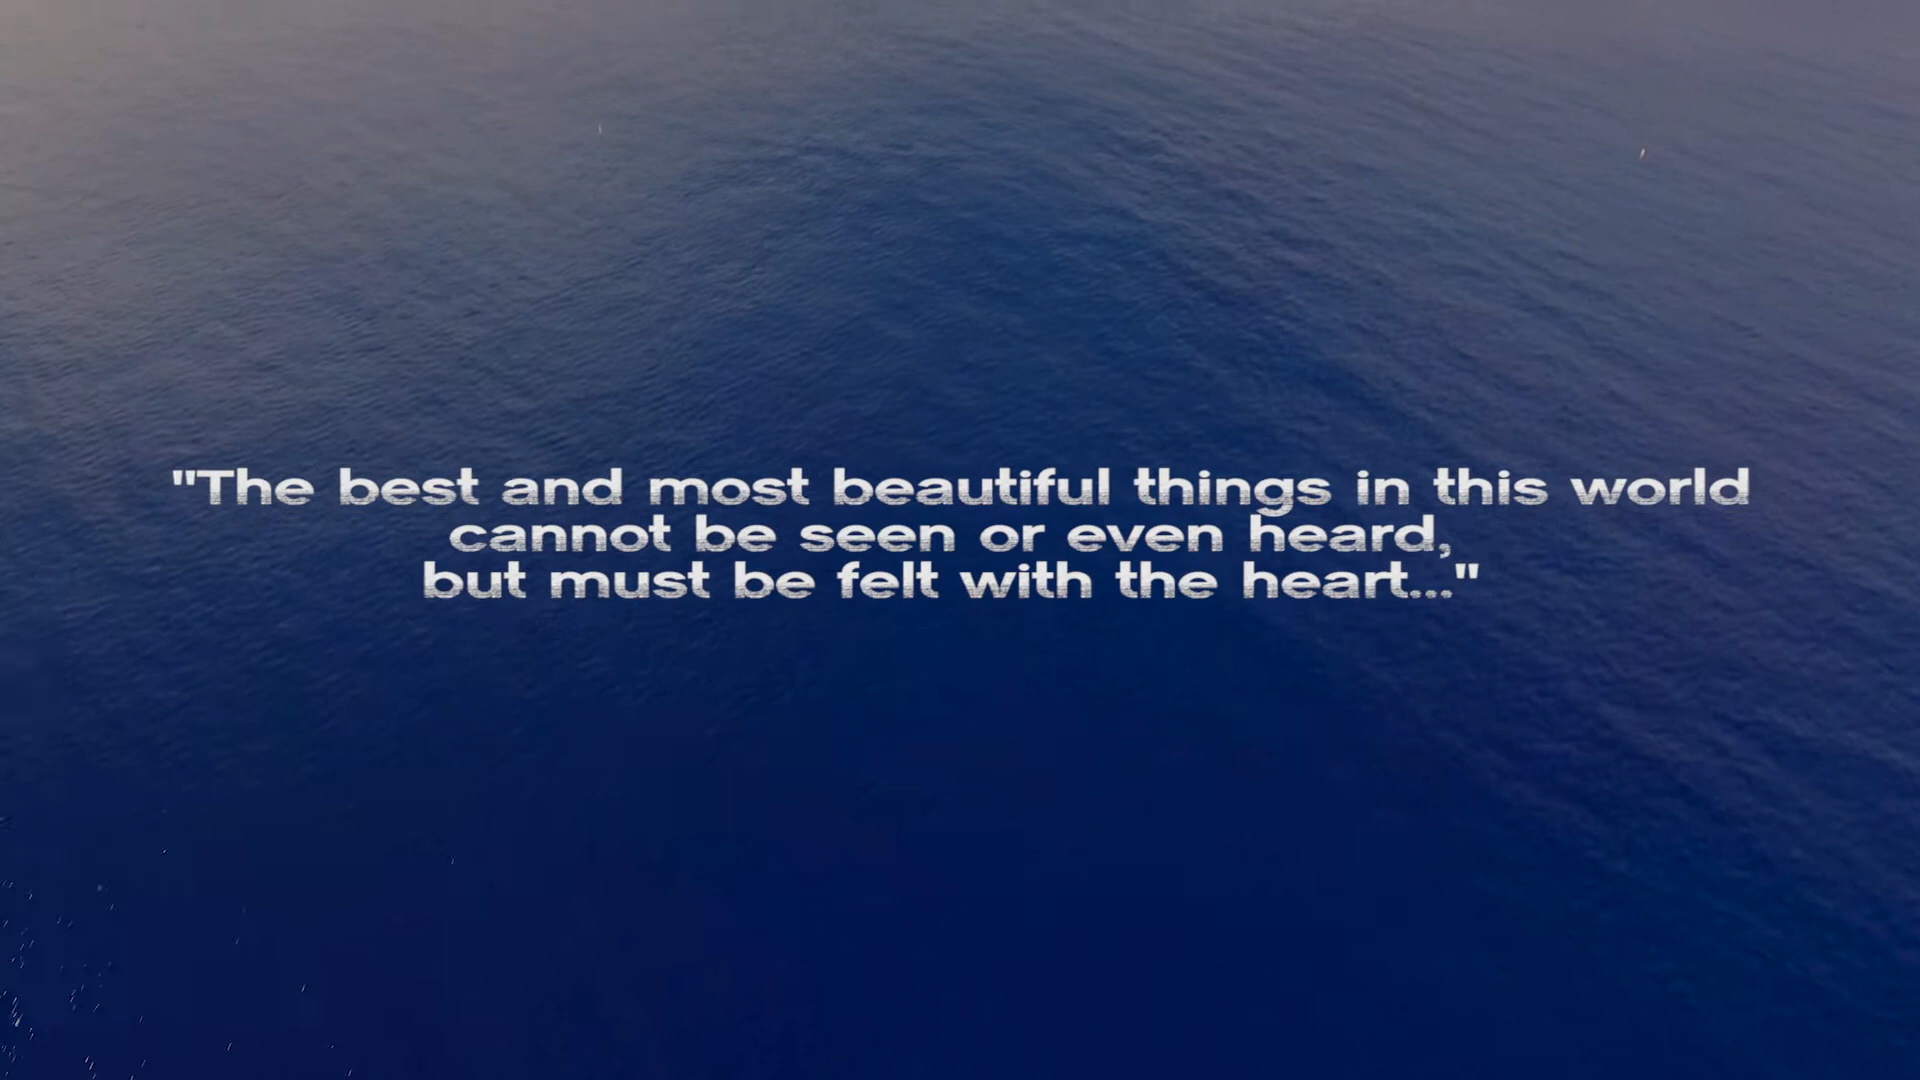 "The best and most beautiful things in this world
cannot be seen or even heard,
but must be felt with the heart..."